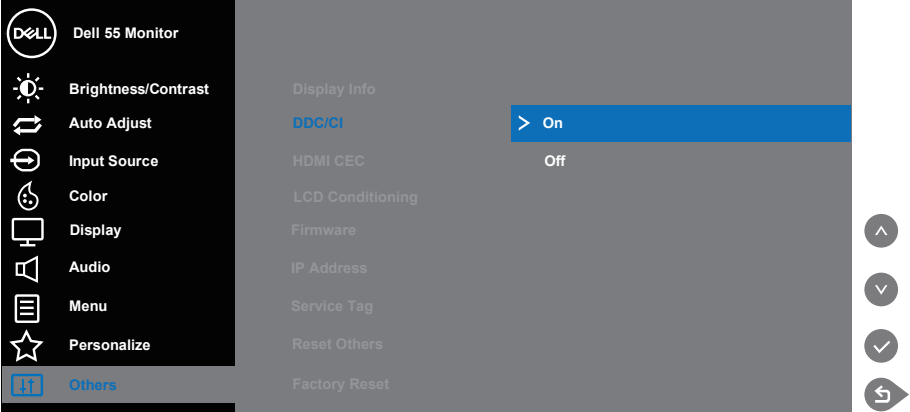 DELL Dell 55 Monitor
Brightness/Contrast Display Info
Auto Adjust DDC/CI > On
Input Source HDMI CEC Off
Color LCD Conditioning
Display Firmware
Audio IP Address
Menu Service Tag
Personalize Reset Others
Others Factory Reset